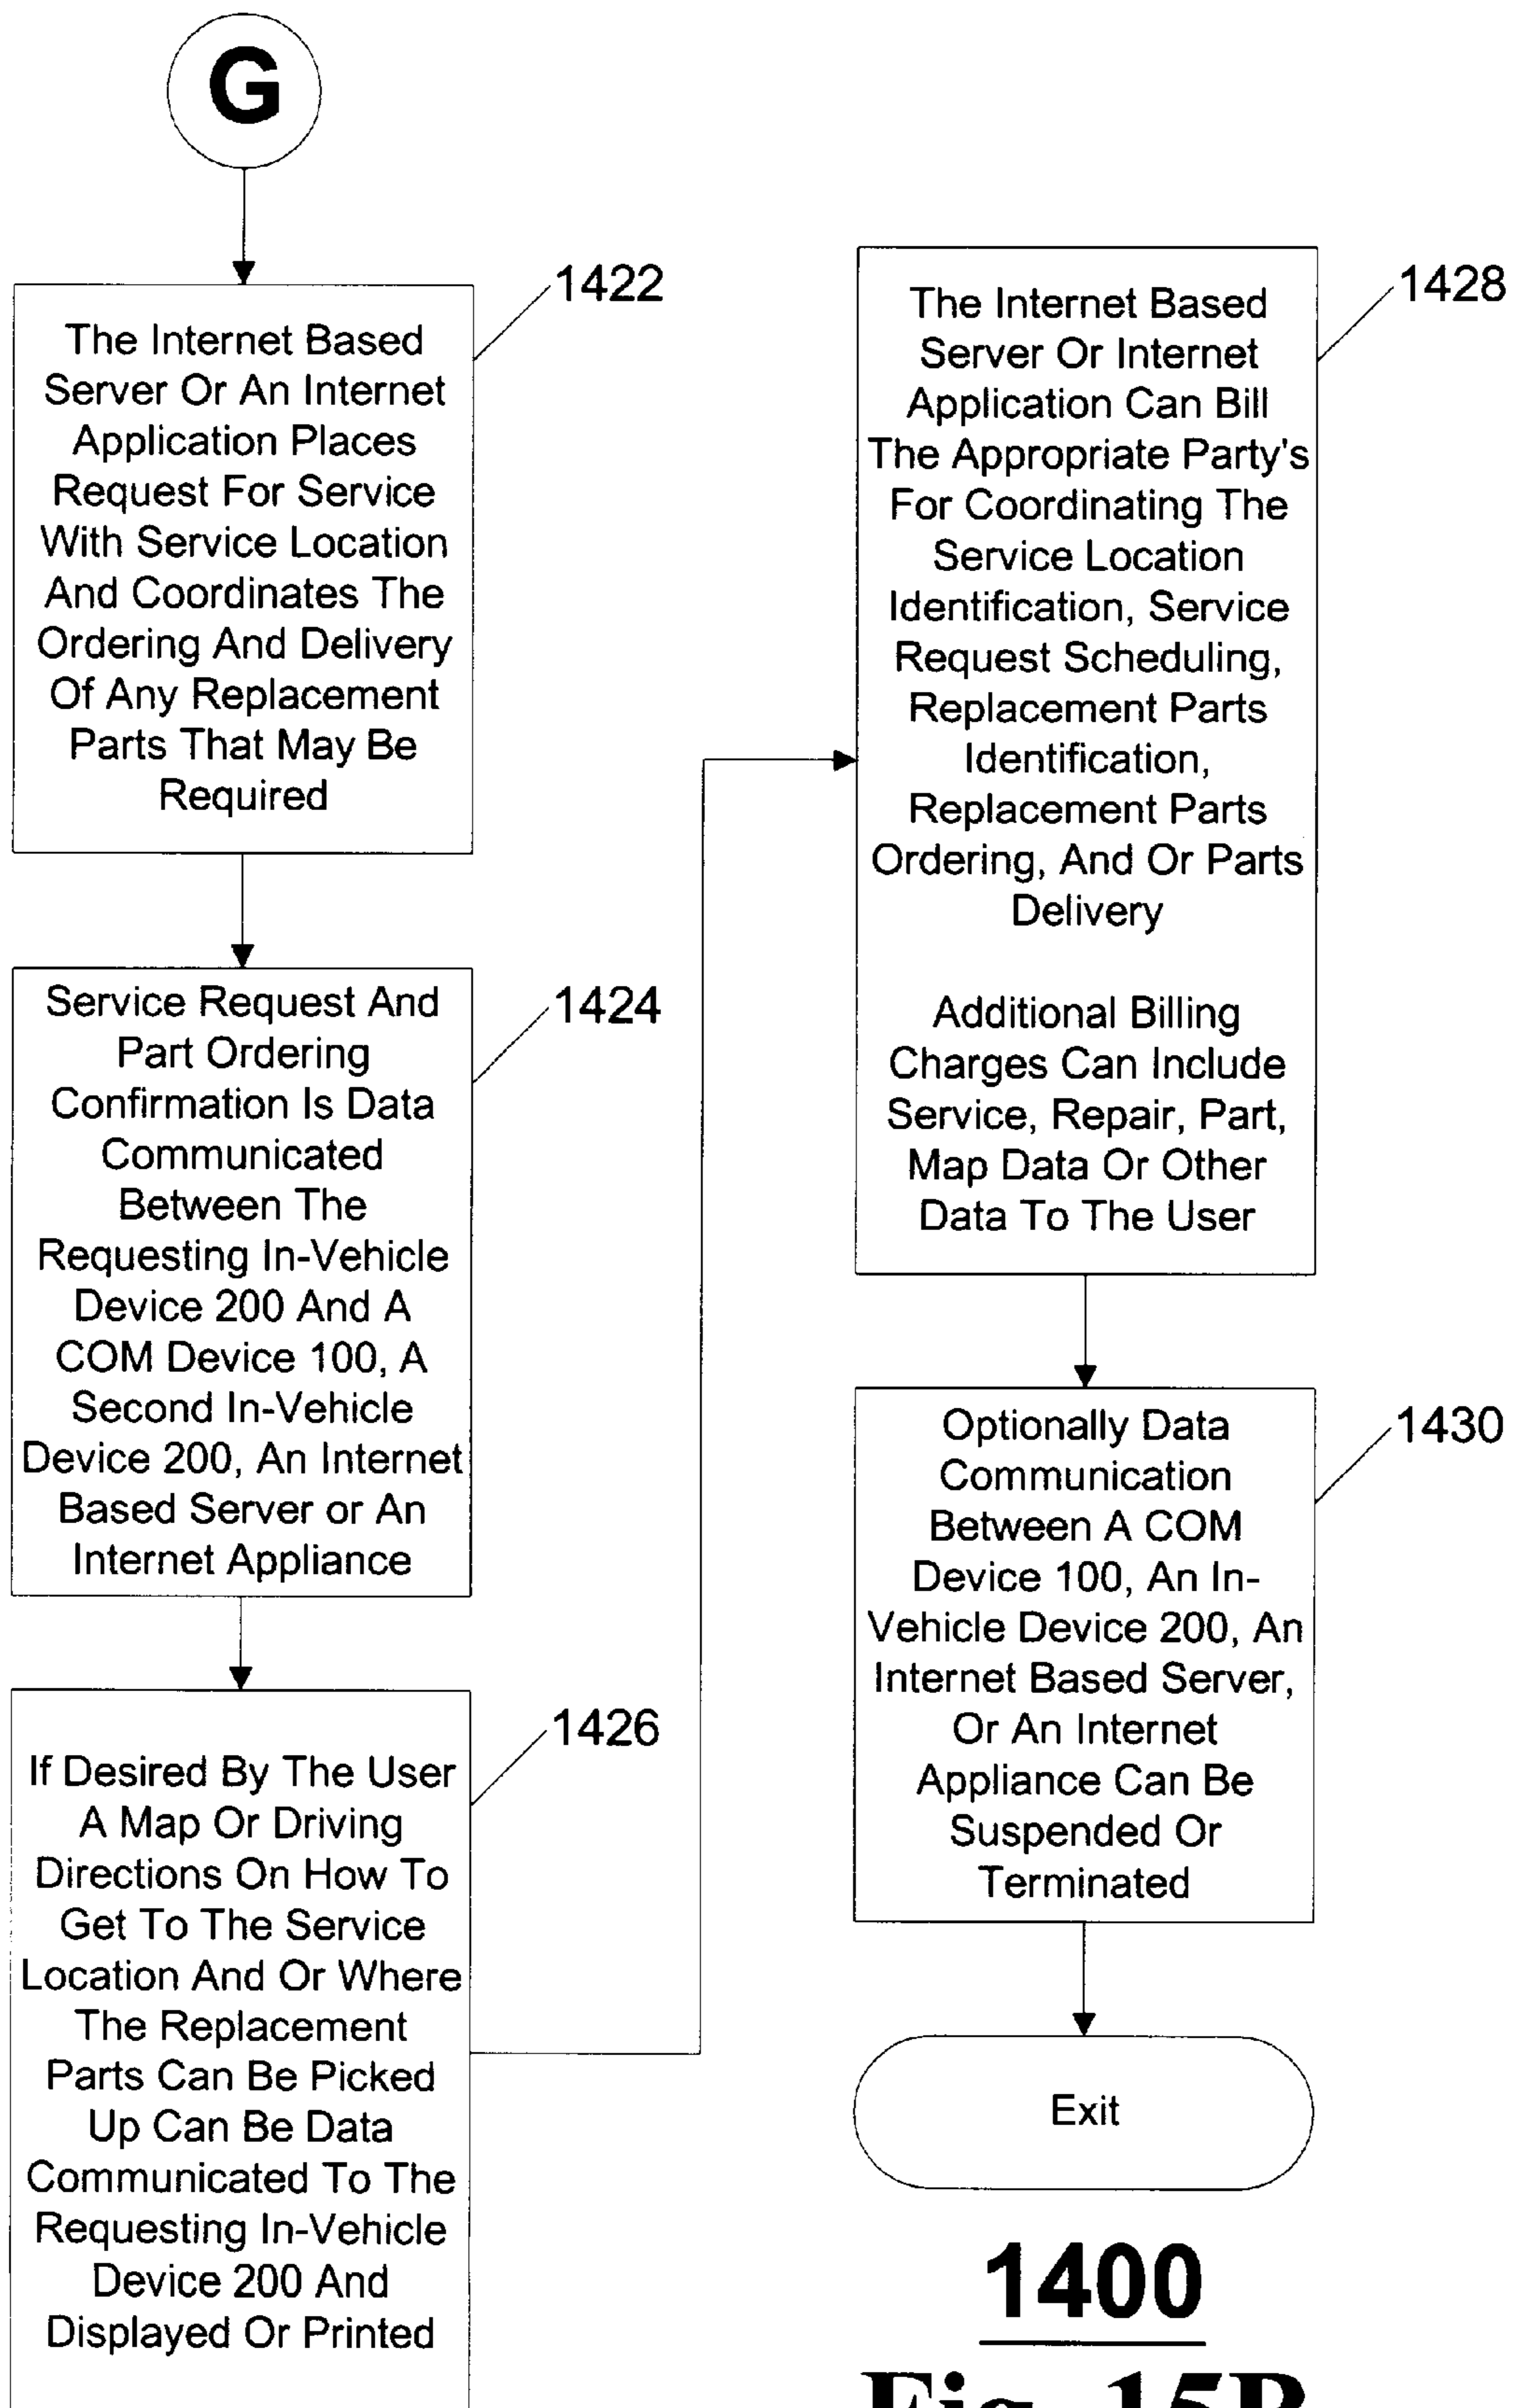 G
1422
The Internet Based
Server Or An Internet
Application Places
Request For Service
With Service Location
And Coordinates The
Ordering And Delivery
Of Any Replacement
Parts That May Be
Required
1424
Service Request And
Part Ordering
Confirmation Is Data
Communicated
Between The
Requesting In-Vehicle
Device 200 And A
COM Device 100, A
Second In-Vehicle
Device 200, An Internet
Based Server or An
Internet Appliance
1426
If Desired By The User
A Map Or Driving
Directions On How To
Get To The Service
Location And Or Where
The Replacement
Parts Can Be Picked
Up Can Be Data
Communicated To The
Requesting In-Vehicle
Device 200 And
Displayed Or Printed
1428
The Internet Based
Server Or Internet
Application Can Bill
The Appropriate Party's
For Coordinating The
Service Location
Identification, Service
Request Scheduling,
Replacement Parts
Identification,
Replacement Parts
Ordering, And Or Parts
Delivery
Additional Billing
Charges Can Include
Service, Repair, Part,
Map Data Or Other
Data To The User
1430
Optionally Data
Communication
Between A COM
Device 100, An In-
Vehicle Device 200, An
Internet Based Server,
Or An Internet
Appliance Can Be
Suspended Or
Terminated
Exit
1400
Fig. 15B